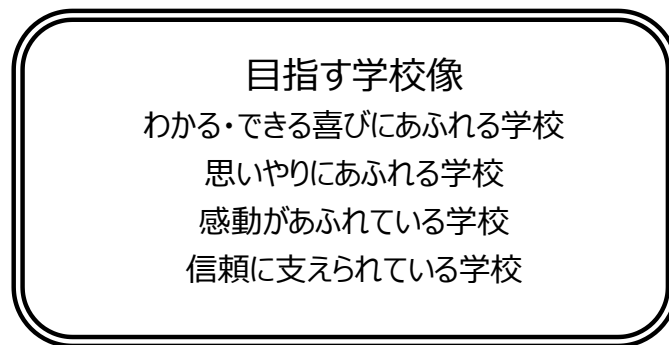 目指す学校像
わかる・できる喜びにあふれる学校
思いやりにあふれる学校
感動があふれている学校
信頼に支えられている学校